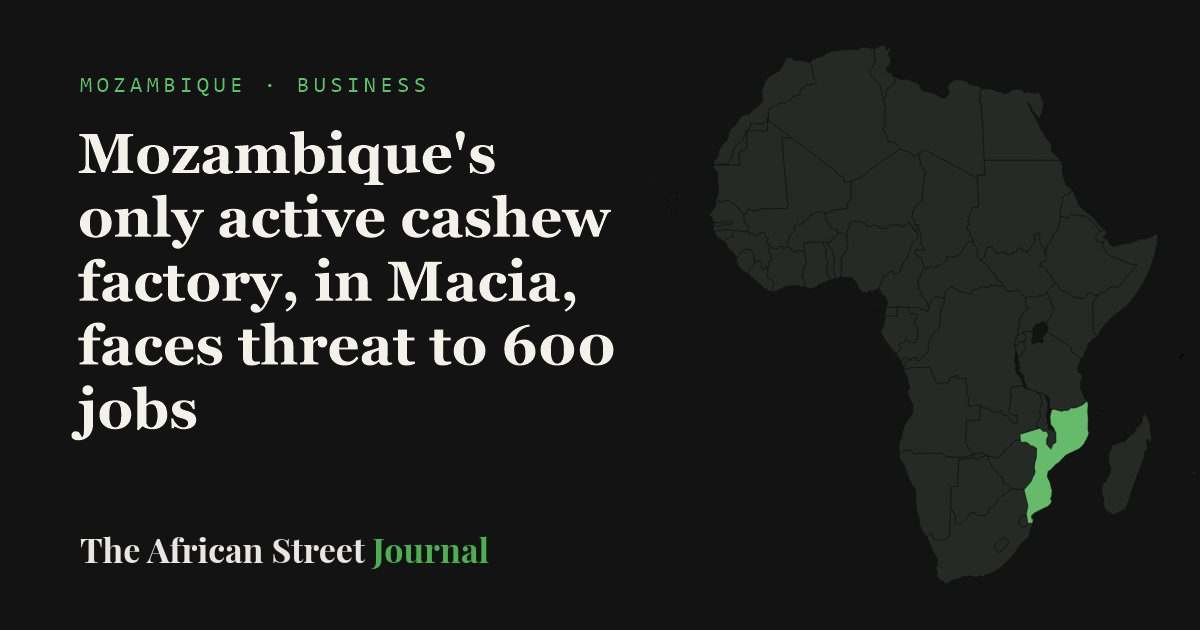 MOZAMBIQUE · BUSINESS
Mozambique's
only active cashew
factory, in Macia,
faces threat to 600
jobs
The African Street Journal